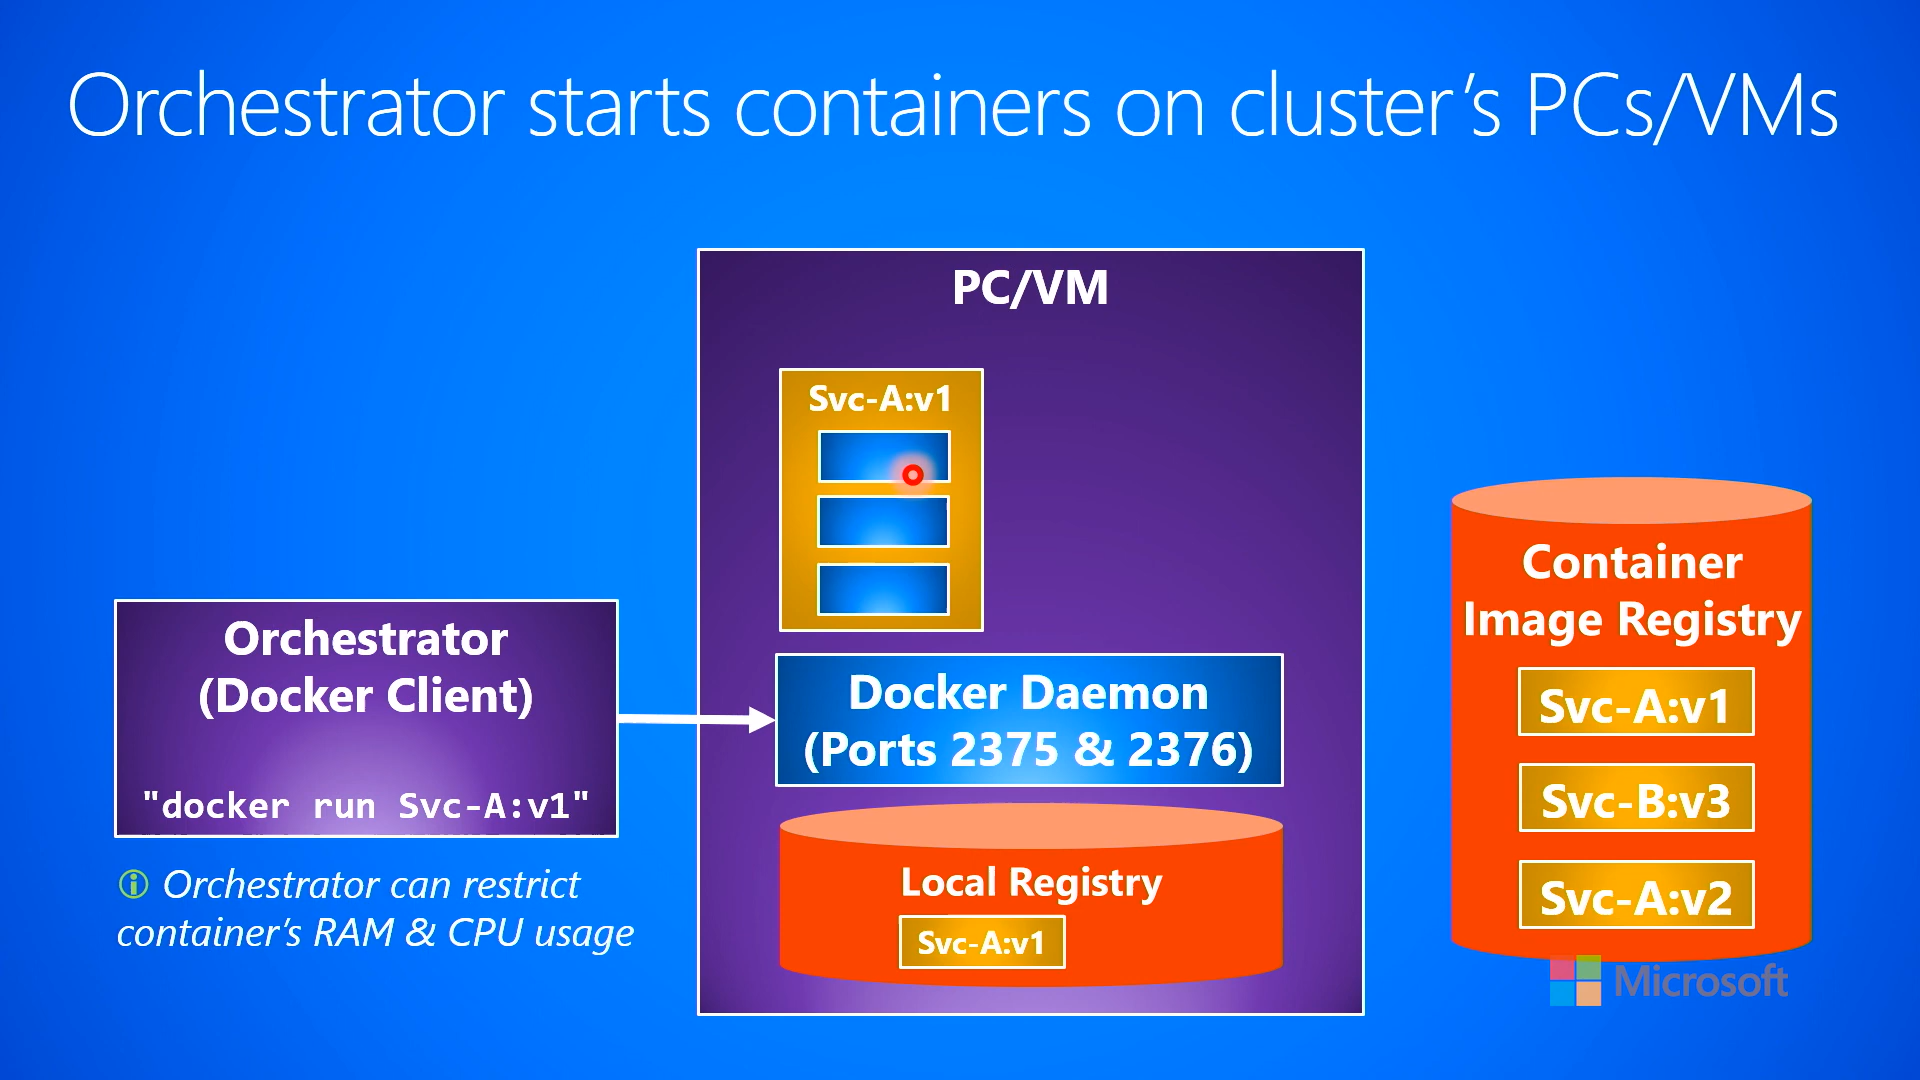 Orchestrator starts containers on cluster's PCs/VMs
PC/VM
Svc-A:v1
Orchestrator
(Docker Client)
"docker run Svc-A:v1"
Orchestrator can restrict
container's RAM & CPU usage
Docker Daemon
(Ports 2375 & 2376)
Local Registry
Svc-A:v1
Container
Image Registry
Svc-A:v1
Svc-B:v3
Svc-A:v2
Microsoft